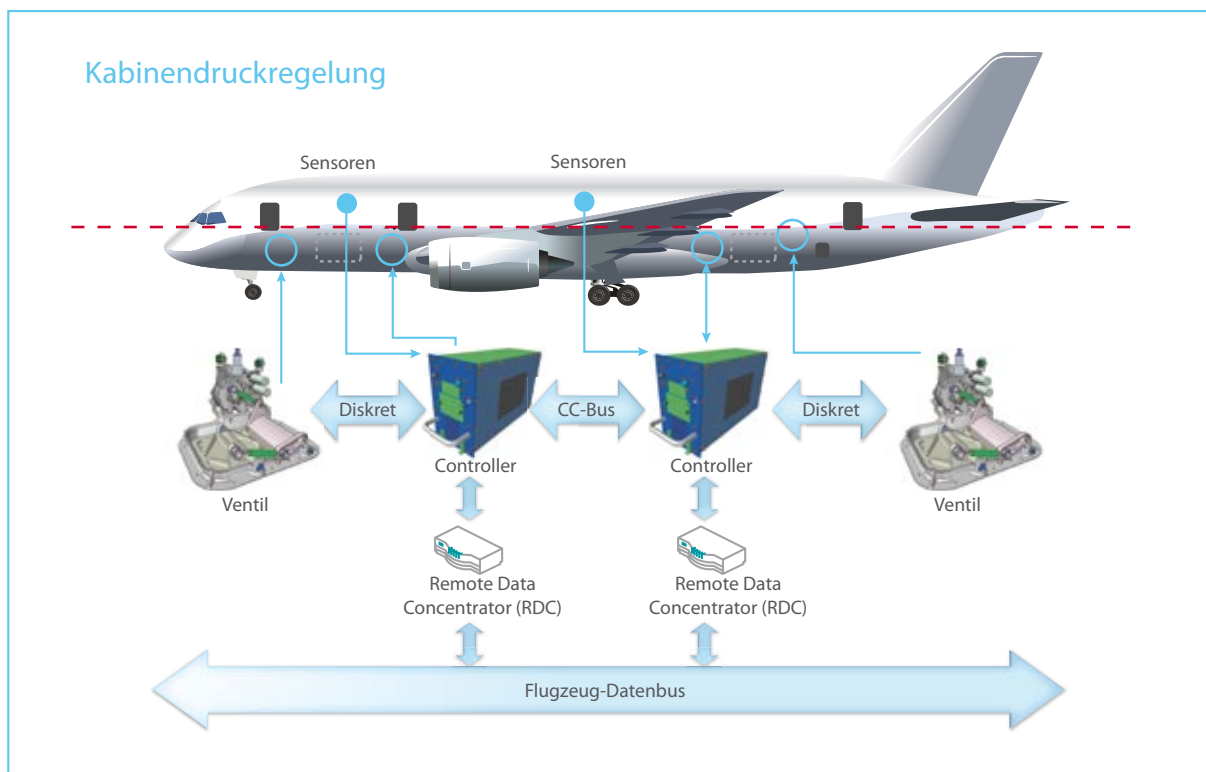 Kabinendruckregelung
Sensoren
Sensoren
Diskret
CC-Bus
Diskret
Controller
Controller
Ventil
Ventil
Remote Data
Concentrator (RDC)
Remote Data
Concentrator (RDC)
Flugzeug-Datenbus